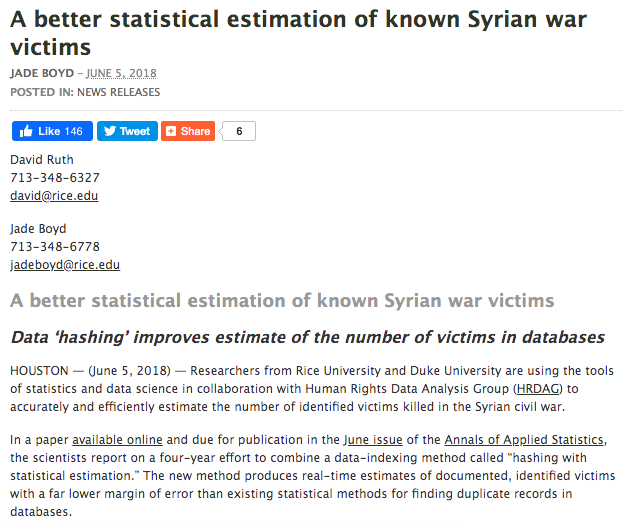 A better statistical estimation of known Syrian war
victims
JADE BOYD – JUNE 5, 2018
POSTED IN: NEWS RELEASES
Like 146 Tweet Share 6
David Ruth
713-348-6327
david@rice.edu
Jade Boyd
713-348-6778
jadeboyd@rice.edu
A better statistical estimation of known Syrian war victims
Data ‘hashing’ improves estimate of the number of victims in databases
HOUSTON — (June 5, 2018) — Researchers from Rice University and Duke University are using the tools
of statistics and data science in collaboration with Human Rights Data Analysis Group (HRDAG) to
accurately and efficiently estimate the number of identified victims killed in the Syrian civil war.
In a paper available online and due for publication in the June issue of the Annals of Applied Statistics,
the scientists report on a four-year effort to combine a data-indexing method called “hashing with
statistical estimation.” The new method produces real-time estimates of documented, identified victims
with a far lower margin of error than existing statistical methods for finding duplicate records in
databases.